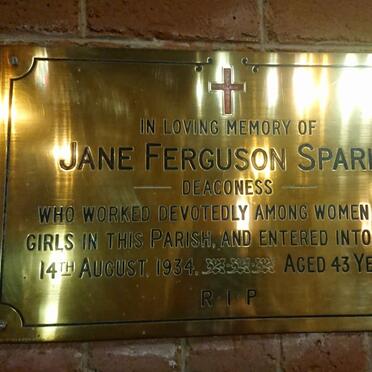 IN LOVING MEMORY OF
JANE FERGUSON SPARK
DEACONESS
WHO WORKED DEVOTEDLY AMONG WOMEN
GIRLS IN THIS PARISH, AND ENTERED INTO
14TH AUGUST, 1934. AGED 43 YE
R I P